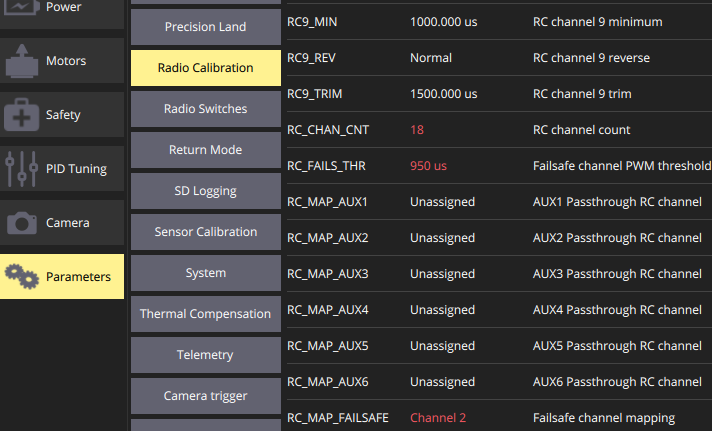 Power
Motors
Safety
PID Tuning
Camera
Parameters
Precision Land
Radio Calibration
Radio Switches
Return Mode
SD Logging
Sensor Calibration
System
Thermal Compensation
Telemetry
Camera trigger
RC9_MIN 1000.000 us RC channel 9 minimum
RC9_REV Normal RC channel 9 reverse
RC9_TRIM 1500.000 us RC channel 9 trim
RC_CHAN_CNT 18 RC channel count
RC_FAILS_THR 950 us Failsafe channel PWM threshold
RC_MAP_AUX1 Unassigned AUX1 Passthrough RC channel
RC_MAP_AUX2 Unassigned AUX2 Passthrough RC channel
RC_MAP_AUX3 Unassigned AUX3 Passthrough RC channel
RC_MAP_AUX4 Unassigned AUX4 Passthrough RC channel
RC_MAP_AUX5 Unassigned AUX5 Passthrough RC channel
RC_MAP_AUX6 Unassigned AUX6 Passthrough RC channel
RC_MAP_FAILSAFE Channel 2 Failsafe channel mapping